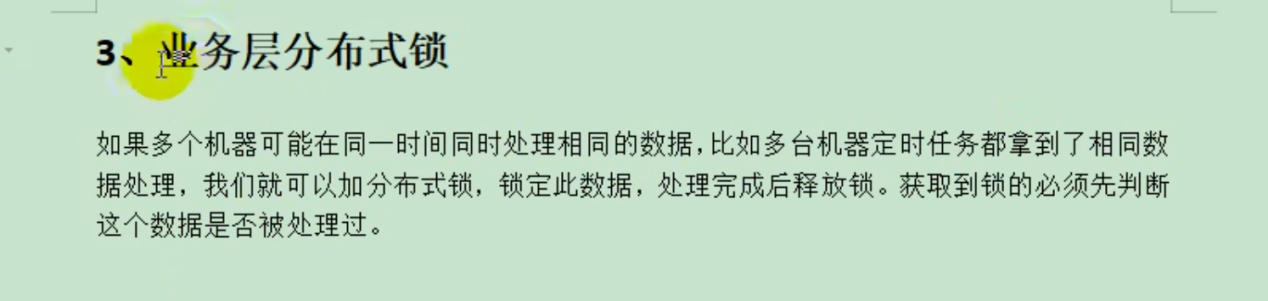 3、业务层分布式锁
如果多个机器可能在同一时间同时处理相同的数据,比如多台机器定时任务都拿到了相同数
据处理，我们就可以加分布式锁，锁定此数据，处理完成后释放锁。获取到锁的必须先判断
这个数据是否被处理过。